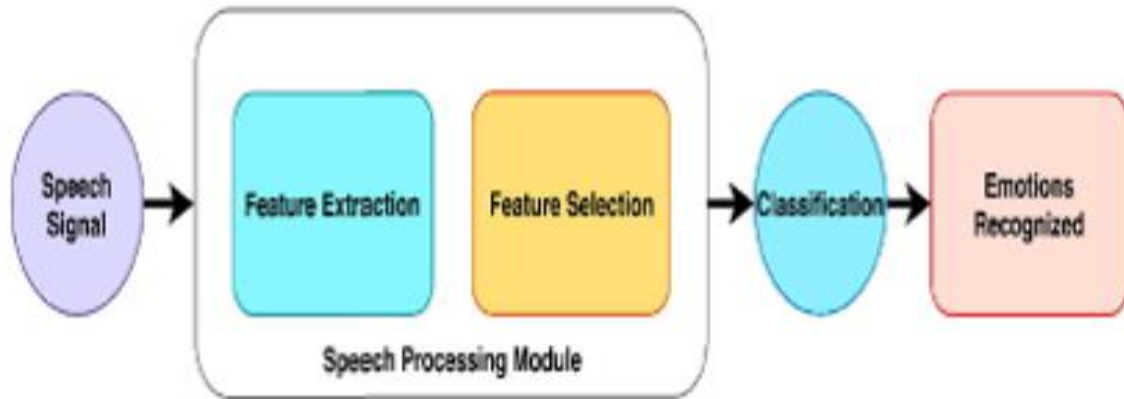 Speech
Signal
Feature Extraction
Feature Selection
Speech Processing Module
Classification
Emotions
Recognized